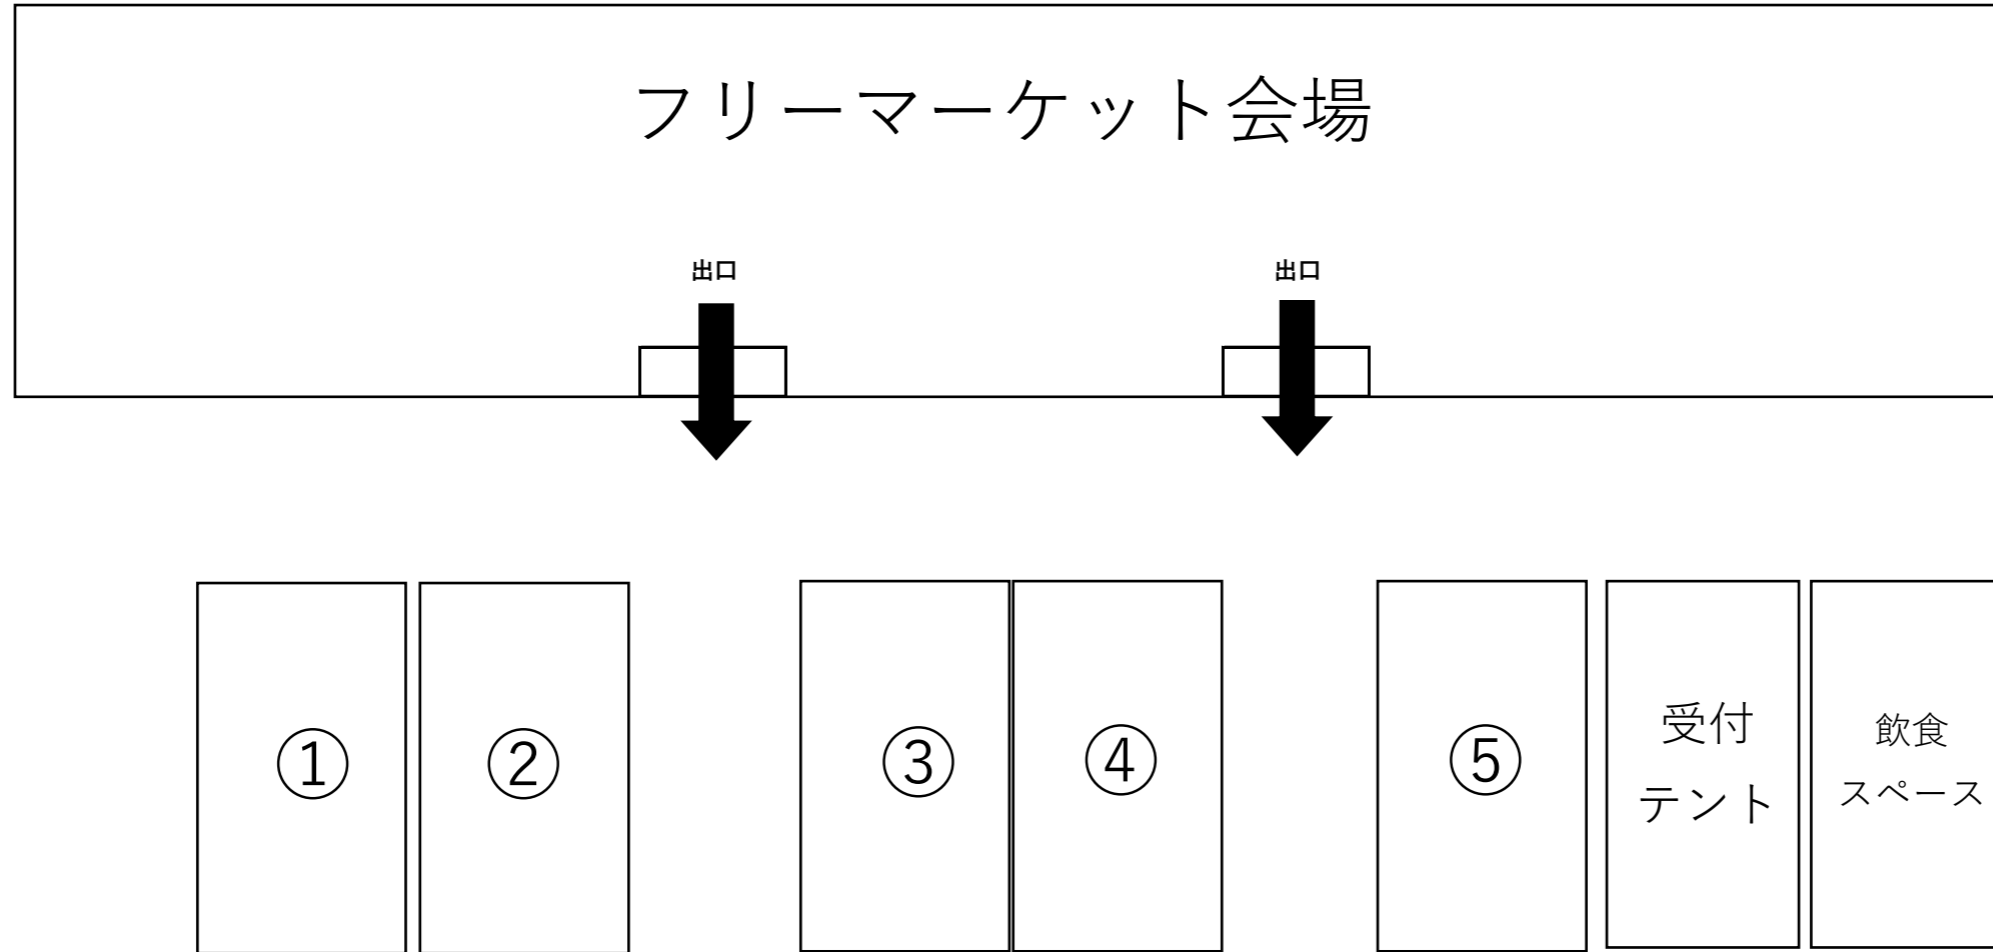 フリーマーケット会場
出口
出口
①
②
③
④
⑤
受付
テント
飲食
スペース